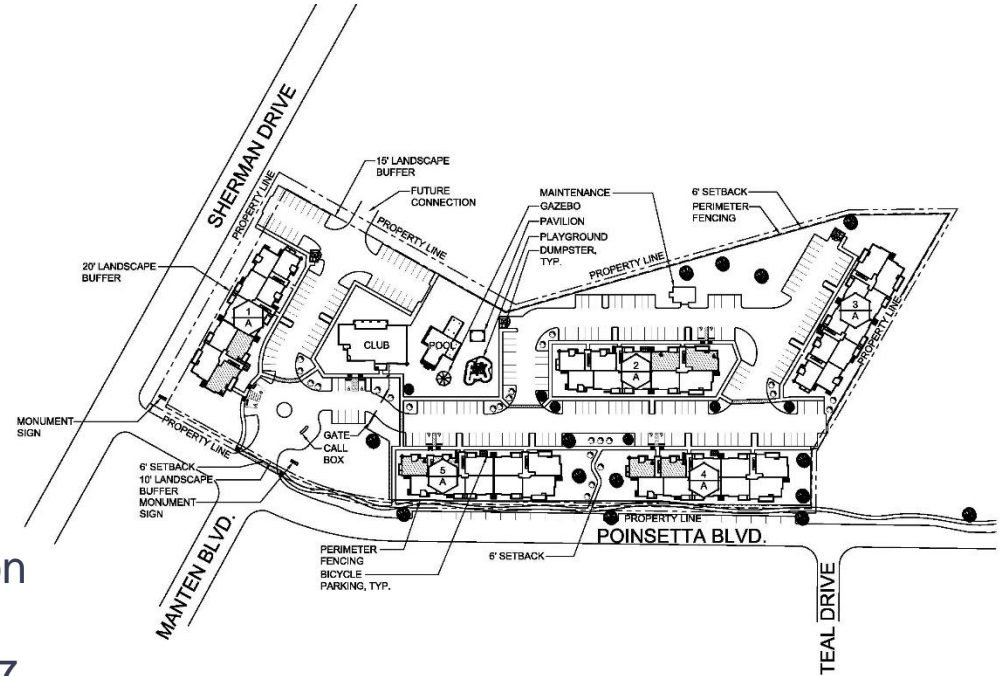 SHERMAN DRIVE
PROPERTY LINE
15' LANDSCAPE
BUFFER
FUTURE
CONNECTION
PROPERTY LINE
20' LANDSCAPE
BUFFER
MAINTENANCE
GAZEBO
PAVILION
PLAYGROUND
DUMPSTER,
TYP.
6' SETBACK
PERIMETER
FENCING
PROPERTY LINE
1
A
CLUB
POOL
2
A
3
A
PROPERTY LINE
MONUMENT
SIGN
PROPERTY LINE
GATE
CALL
BOX
6' SETBACK
10' LANDSCAPE
BUFFER
MONUMENT
SIGN
5
A
4
A
PROPERTY LINE
POINSETTA BLVD.
MANTEN BLVD.
PERIMETER
FENCING
BICYCLE
PARKING, TYP.
6' SETBACK
TEAL DRIVE
on